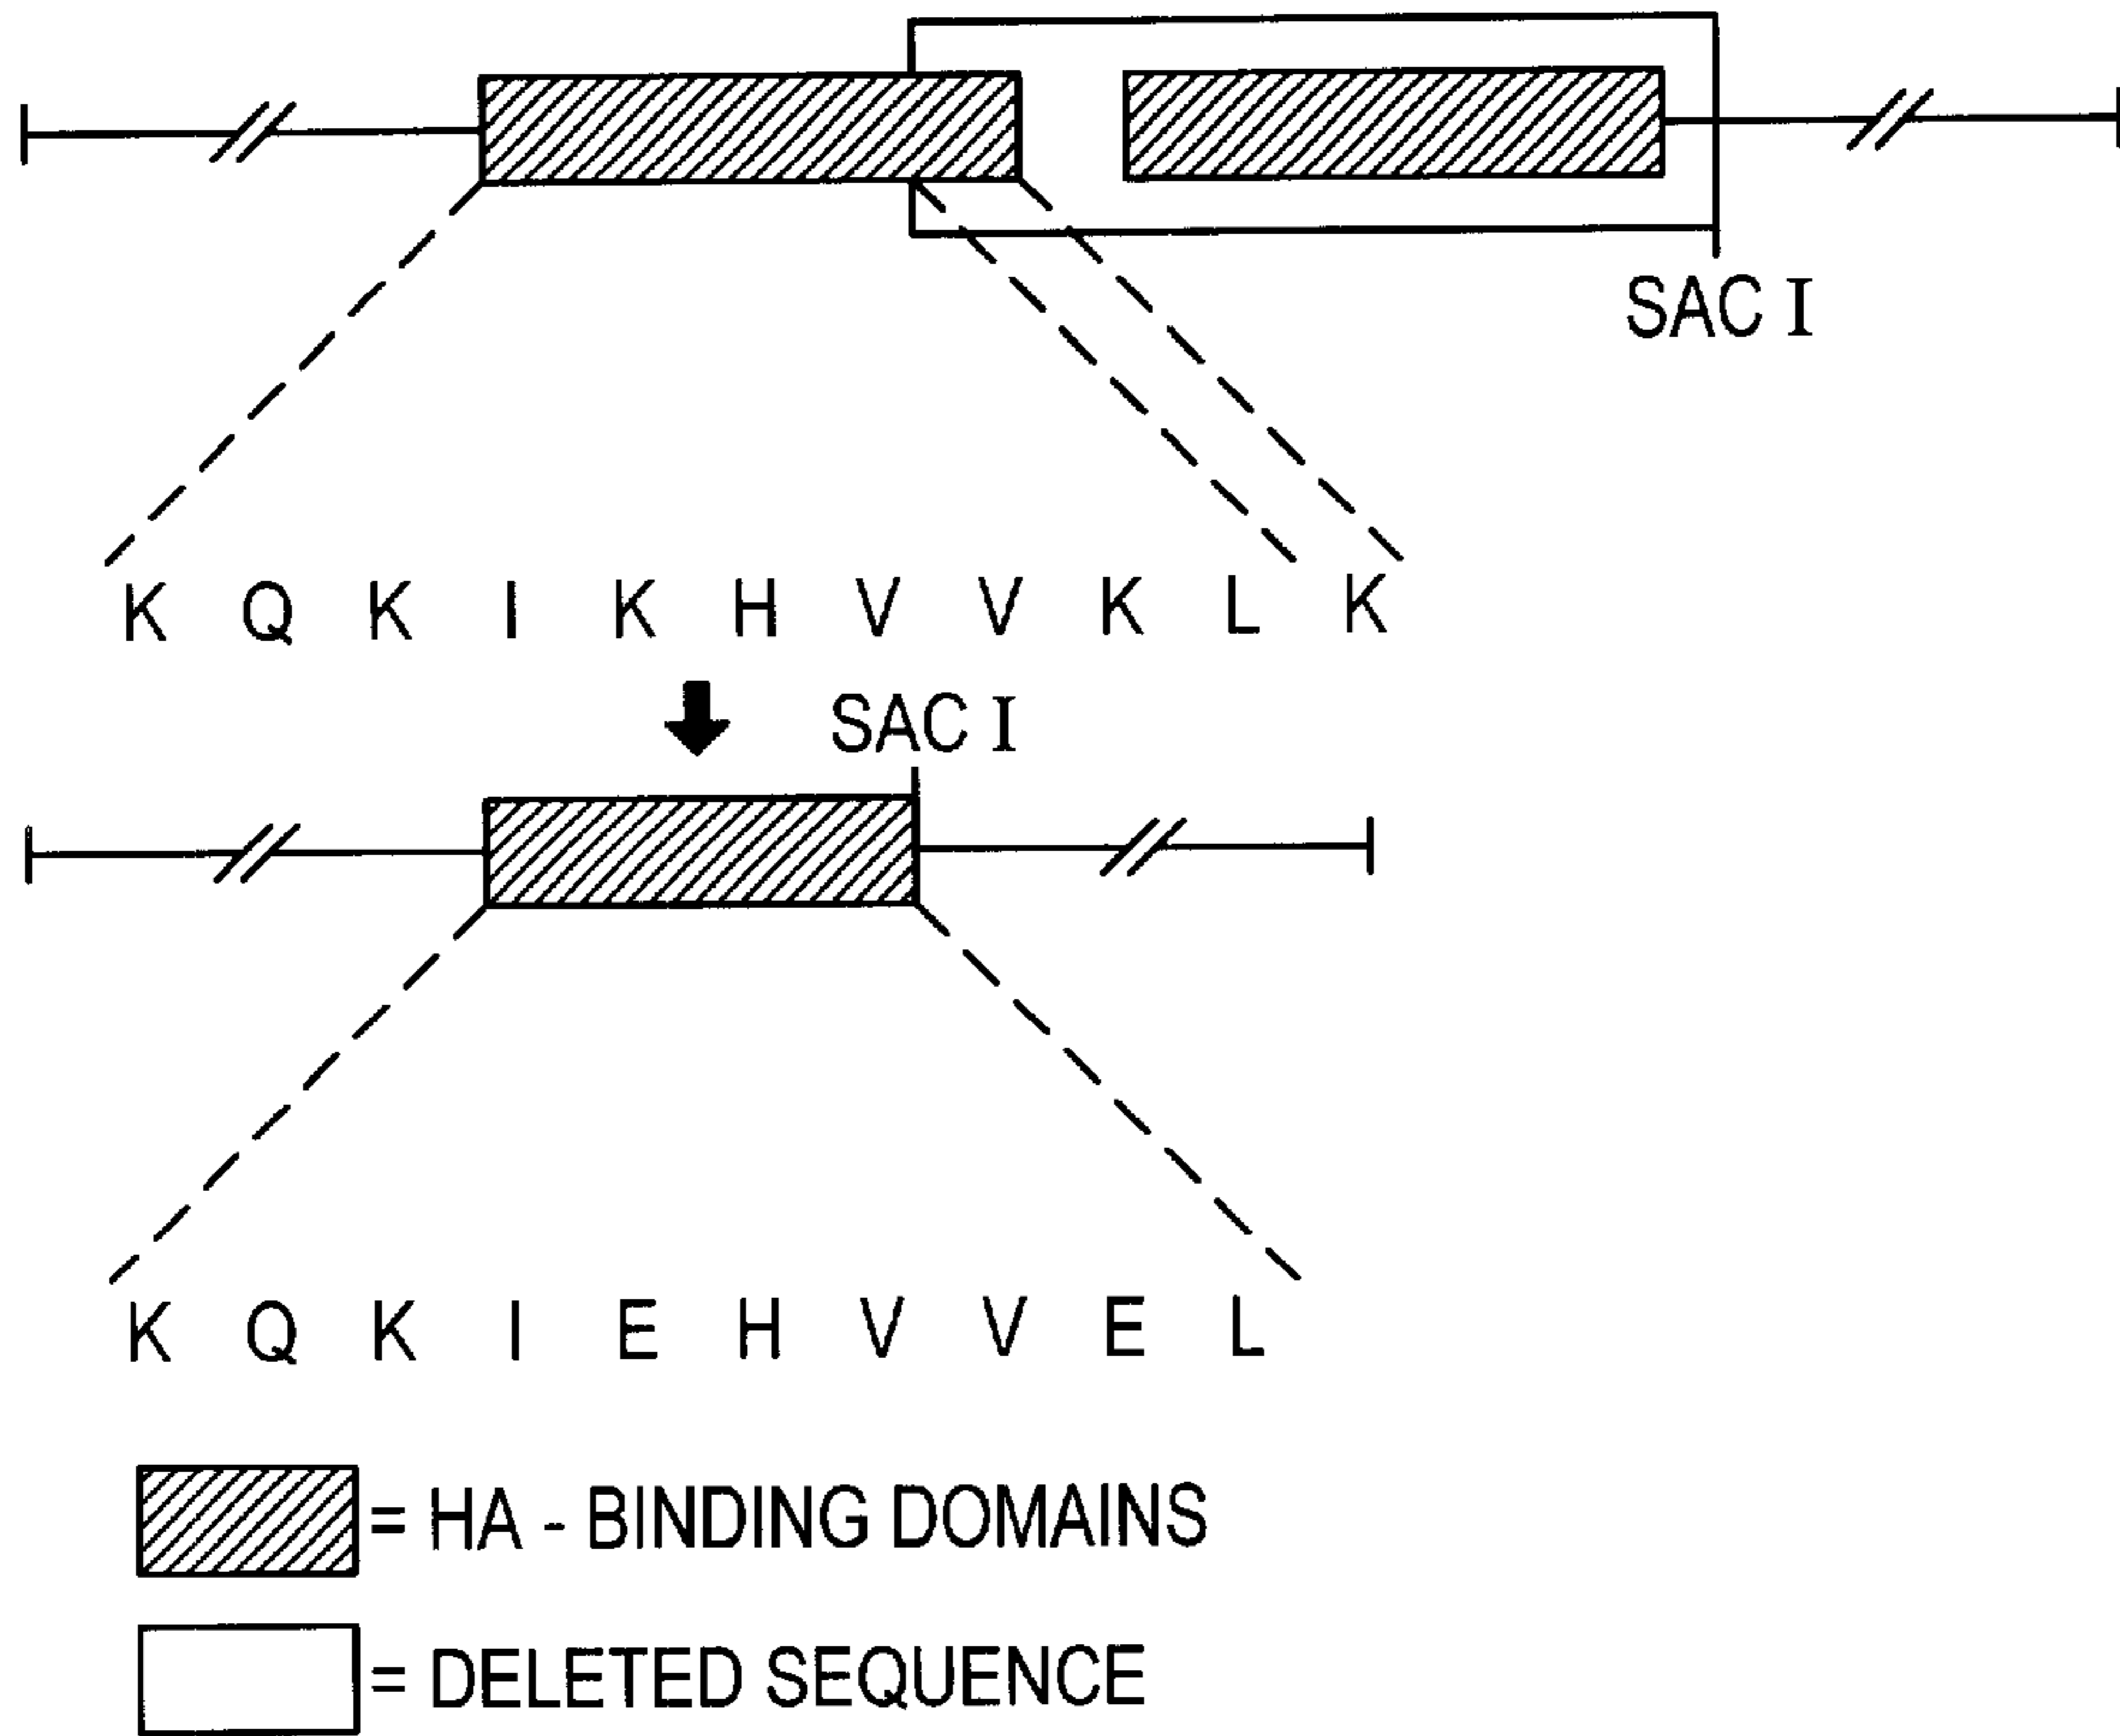 SAC I
K Q K I K H V V K L K
SAC I
K Q K I E H V V E L
= HA - BINDING DOMAINS
= DELETED SEQUENCE